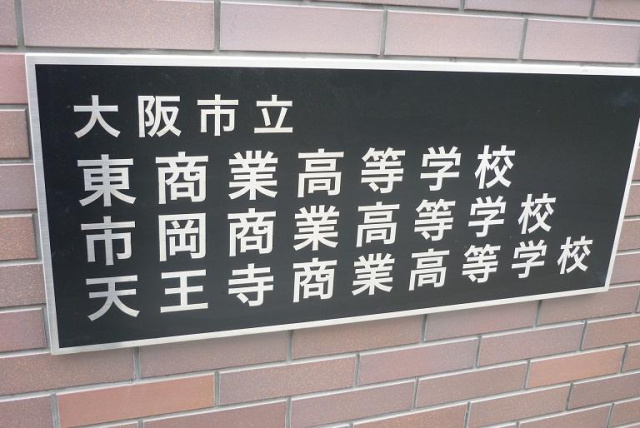 大阪市立
東商業高等学校
市岡商業高等学校
天王寺商業高等学校